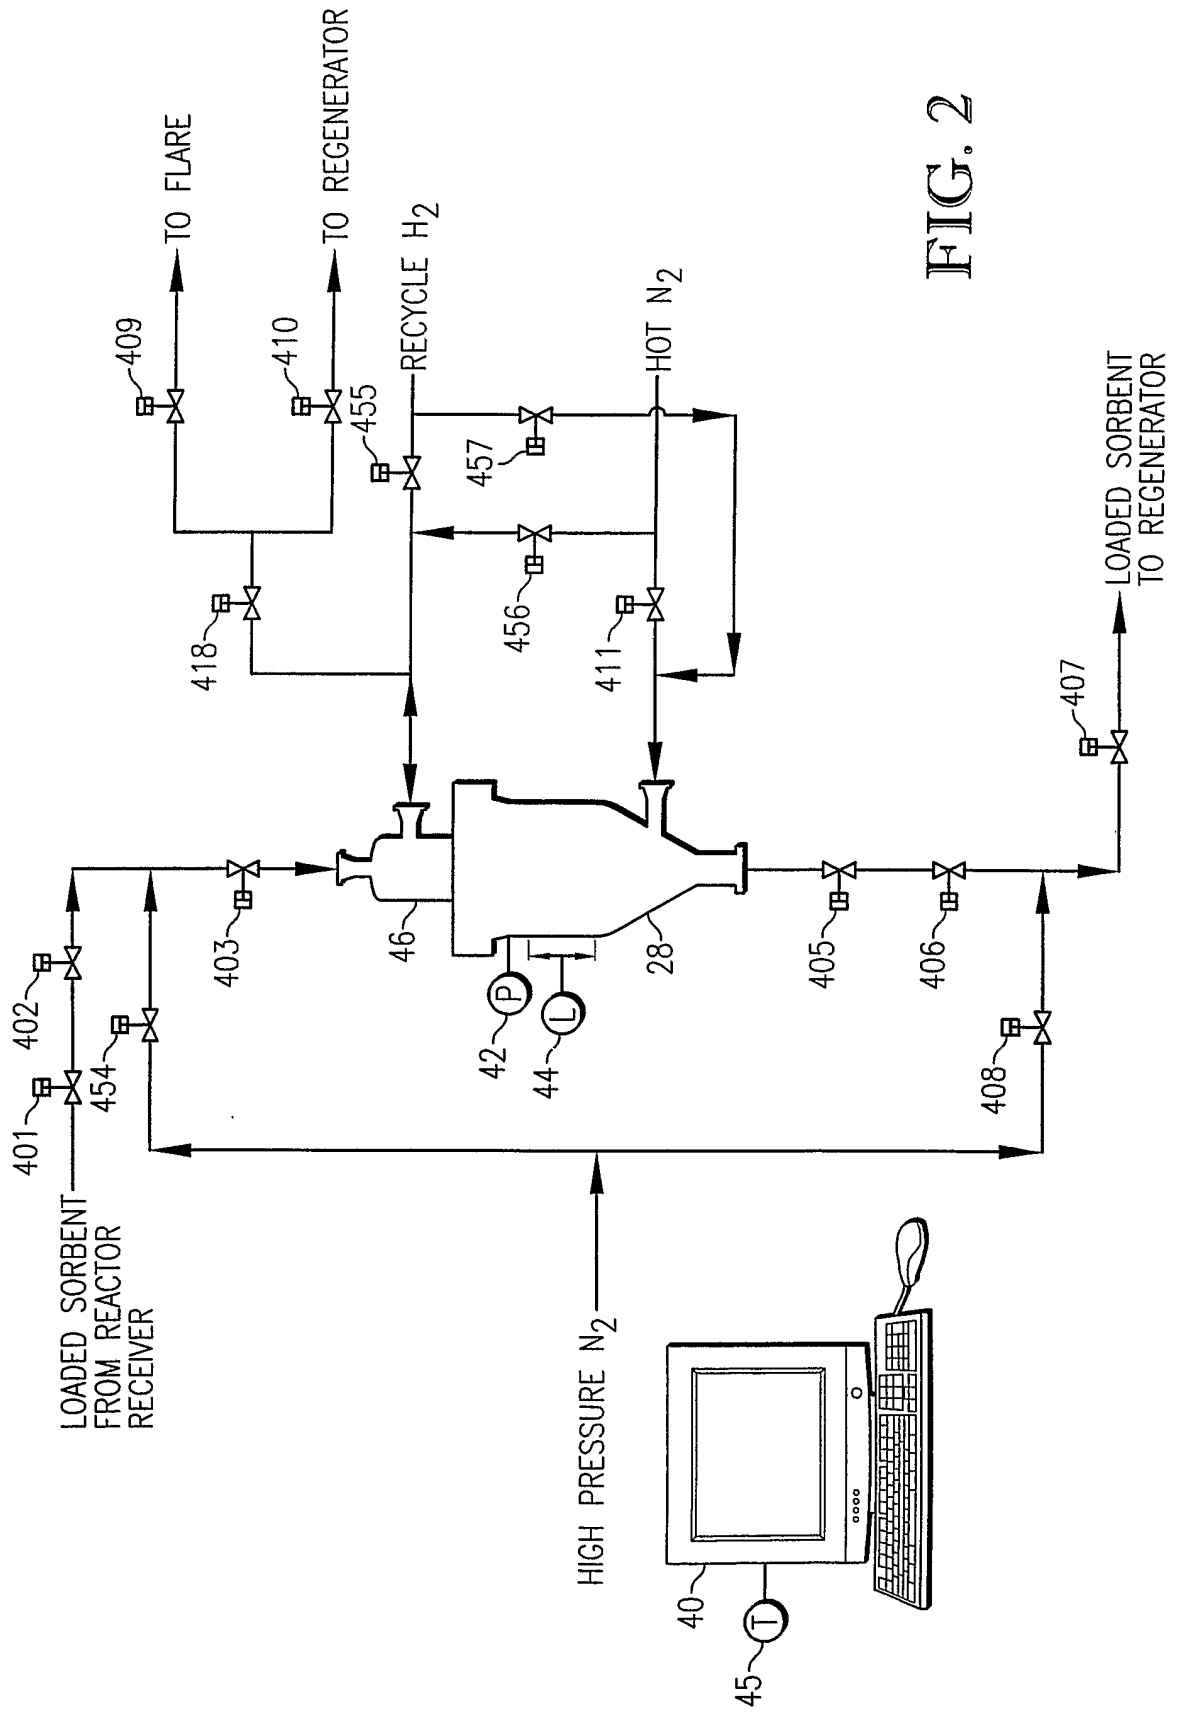 LOADED SORBENT
FROM REACTOR
RECEIVER
401
402
454
403
418
409
TO FLARE
410
TO REGENERATOR
455
RECYCLE H2
46
42
P
44
L
28
457
456
411
HOT N2
HIGH PRESSURE N2
405
406
408
407
LOADED SORBENT
TO REGENERATOR
40
45
T
FIG. 2